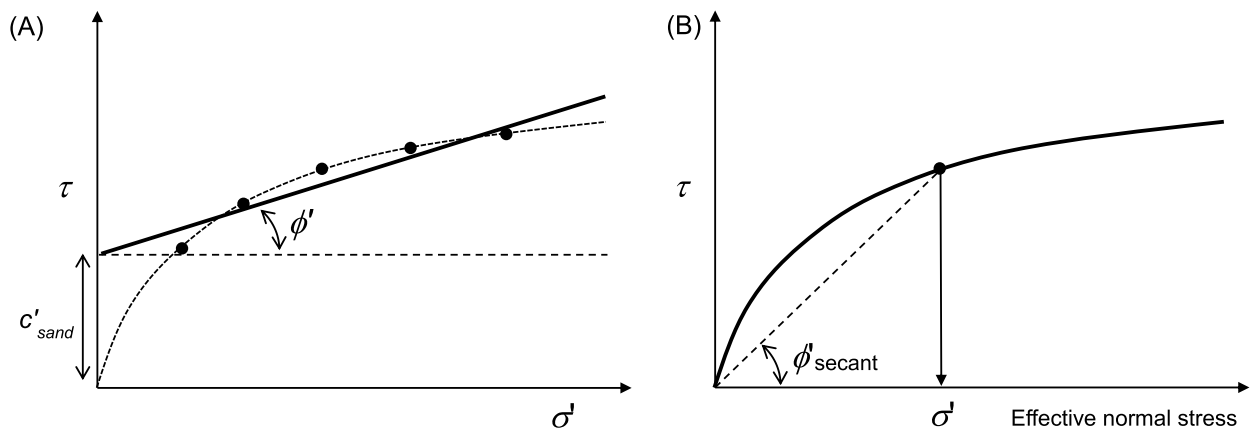 (A)
τ
ϕ'
c'sand
σ'
(B)
τ
ϕ'secant
σ'
Effective normal stress